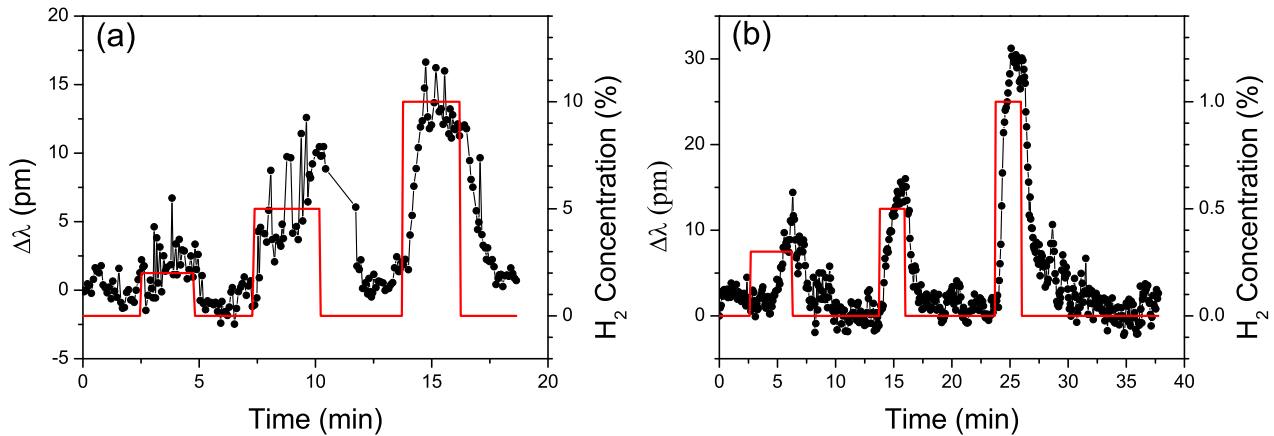 (a)
20
15
10
5
0
-5
Δλ (pm)
0 5 10 15 20
Time (min)
10
5
0
H₂ Concentration (%)
(b)
30
20
10
0
Δλ (pm)
0 5 10 15 20 25 30 35 40
Time (min)
1.0
0.5
0.0
H₂ Concentration (%)